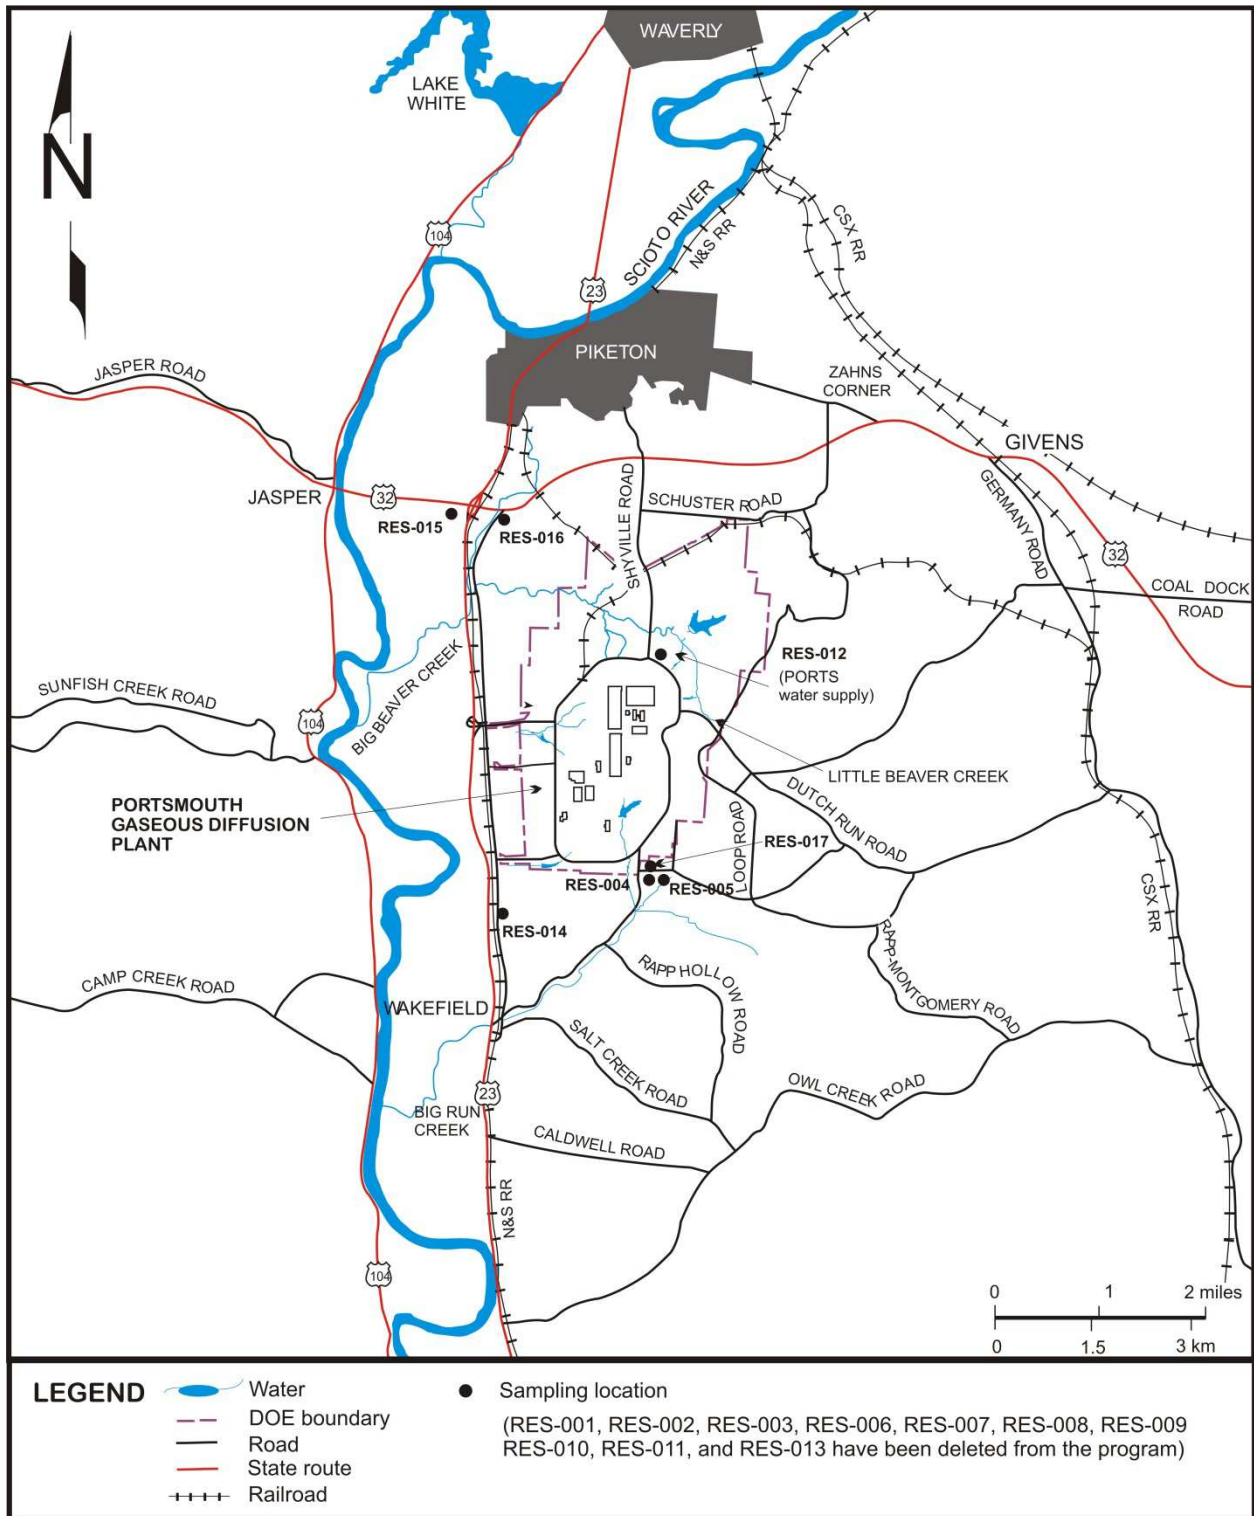 WAVERLY
LAKE
WHITE
N
104
SCIOTO RIVER
N&S RR
CSX RR
23
PIKETON
JASPER ROAD
ZAHNS
CORNER
GIVENS
JASPER
32
RES-015
RES-016
SHYVILLE ROAD
SCHUSTER ROAD
GERMANY ROAD
32
COAL DOCK
ROAD
RES-012
(PORTS
water supply)
SUNFISH CREEK ROAD
104
BIG BEAVER CREEK
LITTLE BEAVER CREEK
PORTSMOUTH
GASEOUS DIFFUSION
PLANT
LOOP ROAD
DUTCH RUN ROAD
RES-017
RES-004
RES-005
RES-014
CSX RR
CAMP CREEK ROAD
WAKEFIELD
RAPP HOLLOW ROAD
RAPP-MONTGOMERY ROAD
SALT CREEK ROAD
OWL CREEK ROAD
23
BIG RUN
CREEK
CALDWELL ROAD
N&S RR
104
0 1 2 miles
0 1.5 3 km
LEGEND
Water
DOE boundary
Road
State route
Railroad
Sampling location
(RES-001, RES-002, RES-003, RES-006, RES-007, RES-008, RES-009
RES-010, RES-011, and RES-013 have been deleted from the program)